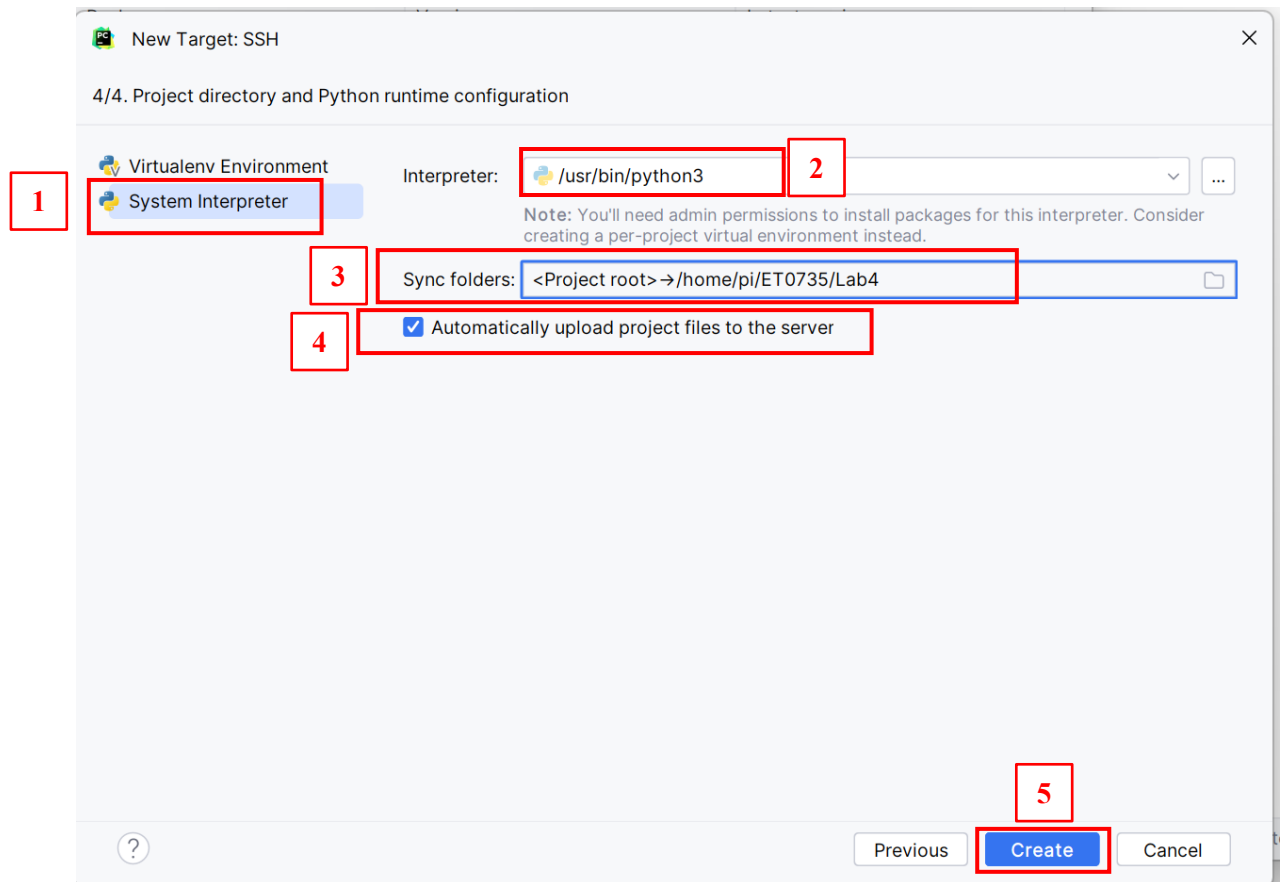 New Target: SSH
4/4. Project directory and Python runtime configuration
Virtualenv Environment
1
System Interpreter
Interpreter:
/usr/bin/python3
2
...
Note: You'll need admin permissions to install packages for this interpreter. Consider
creating a per-project virtual environment instead.
3
Sync folders:
<Project root>→/home/pi/ET0735/Lab4
4
Automatically upload project files to the server
5
?
Previous
Create
Cancel